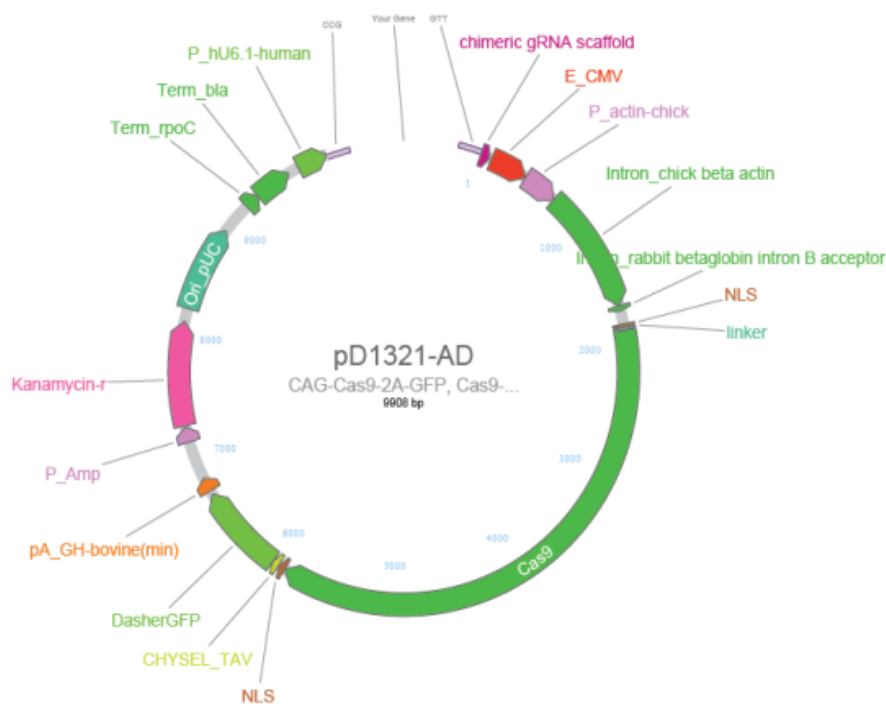 CCG
Your Gene
GTT
P_hU6.1-human
chimeric gRNA scaffold
Term_bla
E_CMV
Term_rpoC
P_actin-chick
1
Intron_chick beta actin
9000
1000
_rabbit betaglobin intron B acceptor
Ori_pUC
NLS
linker
8000
2000
pD1321-AD
CAG-Cas9-2A-GFP, Cas9-...
9908 bp
Kanamycin-r
P_Amp
7000
3000
pA_GH-bovine(min)
6000
4000
5000
Cas9
DasherGFP
CHYSEL_TAV
NLS